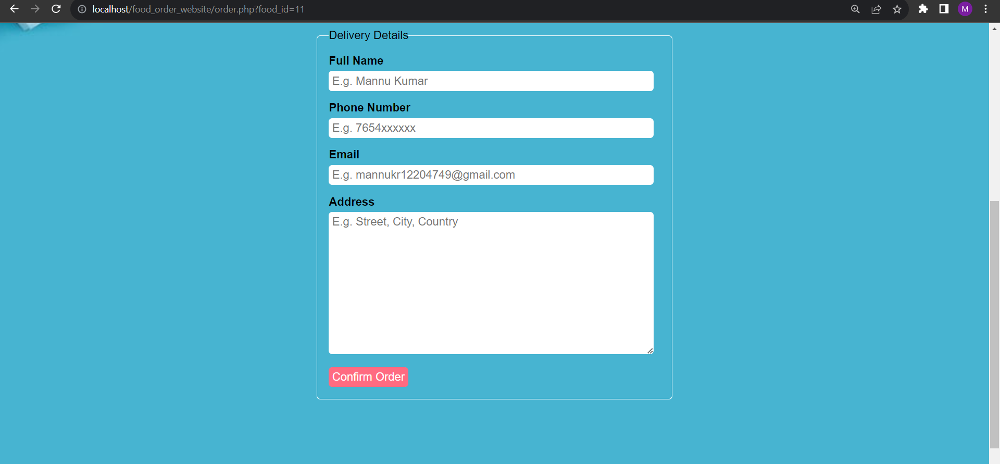 localhost/food_order_website/order.php?food_id=11
M
Delivery Details
Full Name
E.g. Mannu Kumar
Phone Number
E.g. 7654xxxxxx
Email
E.g. mannukr12204749@gmail.com
Address
E.g. Street, City, Country
Confirm Order